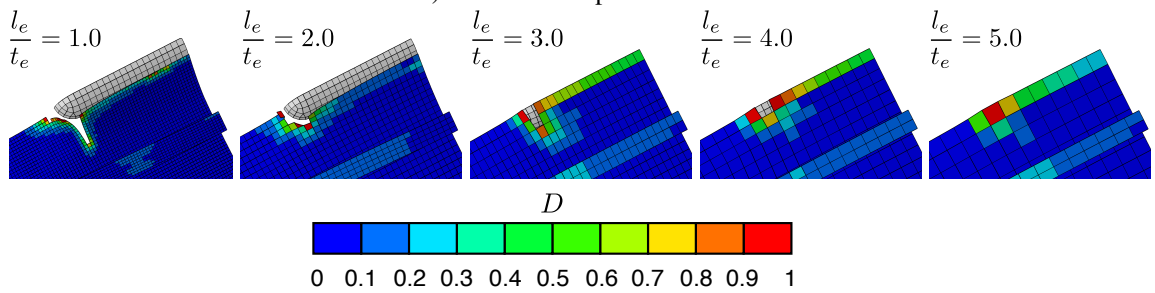 l_e/t_e = 1.0
l_e/t_e = 2.0
l_e/t_e = 3.0
l_e/t_e = 4.0
l_e/t_e = 5.0
D
0 0.1 0.2 0.3 0.4 0.5 0.6 0.7 0.8 0.9 1